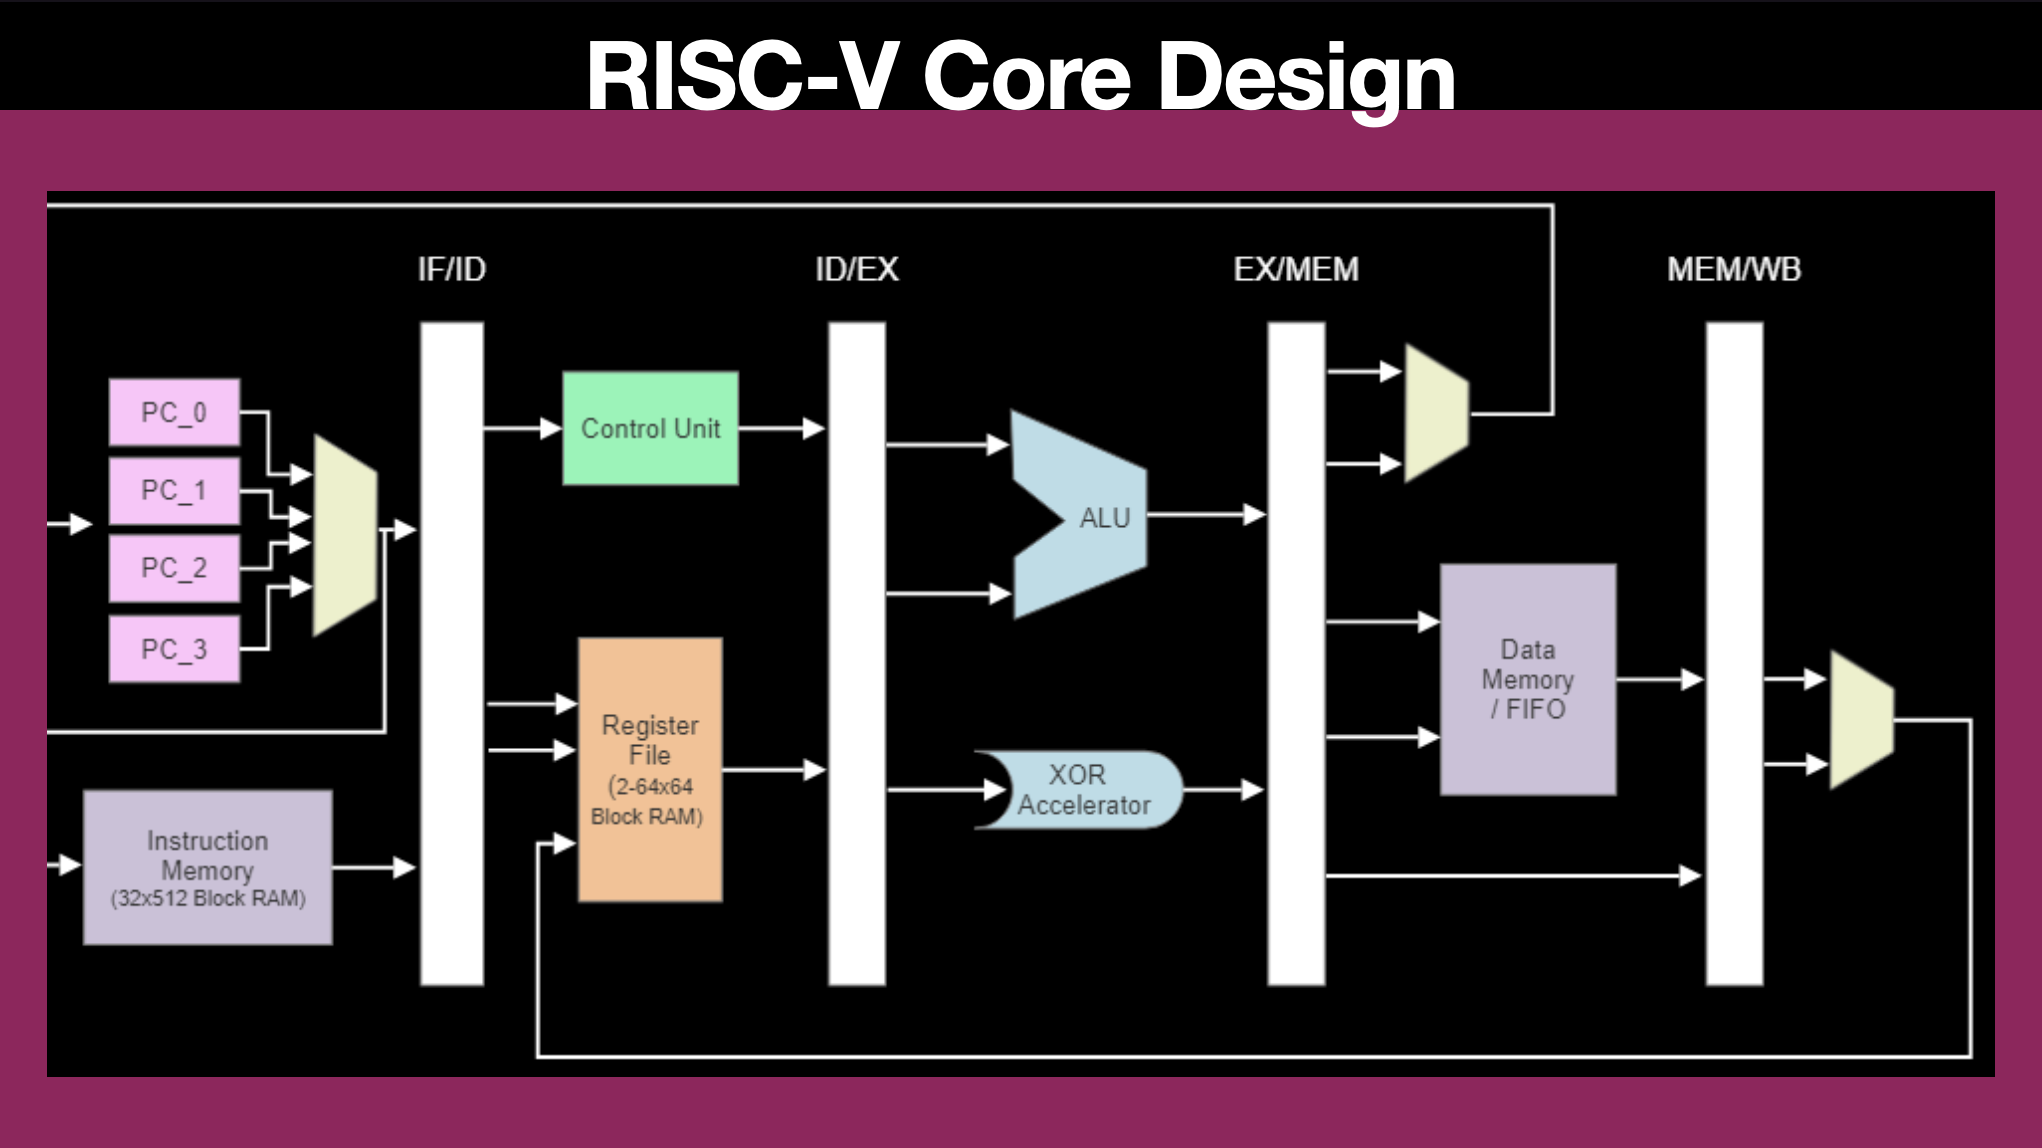 RISC-V Core Design
IF/ID
ID/EX
EX/MEM
MEM/WB
PC_0
PC_1
PC_2
PC_3
Instruction
Memory
(32x512 Block RAM)
Control Unit
Register
File
(2-64x64
Block RAM)
ALU
XOR
Accelerator
Data
Memory
/ FIFO